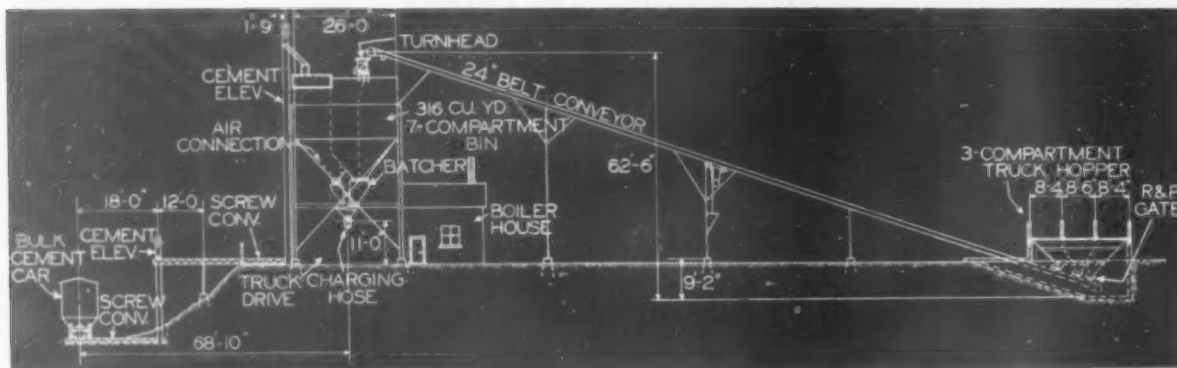 1'-9"
26'-0
TURNHEAD
CEMENT
ELEV.
24" BELT CONVEYOR
316 CU. YD
7-COMPARTMENT
BIN
AIR
CONNECTION
BATCHER
62'-6"
3-COMPARTMENT
TRUCK HOPPER
8-4
8-6
8-4
R&P
GATE
18'-0"
12'-0
SCREW
CONV.
BOILER
HOUSE
CEMENT
ELEV.
11'-0
BULK
CEMENT
CAR
TRUCK
DRIVE
CHARGING
HOSE
9'-2"
SCREW
CONV.
68'-10"